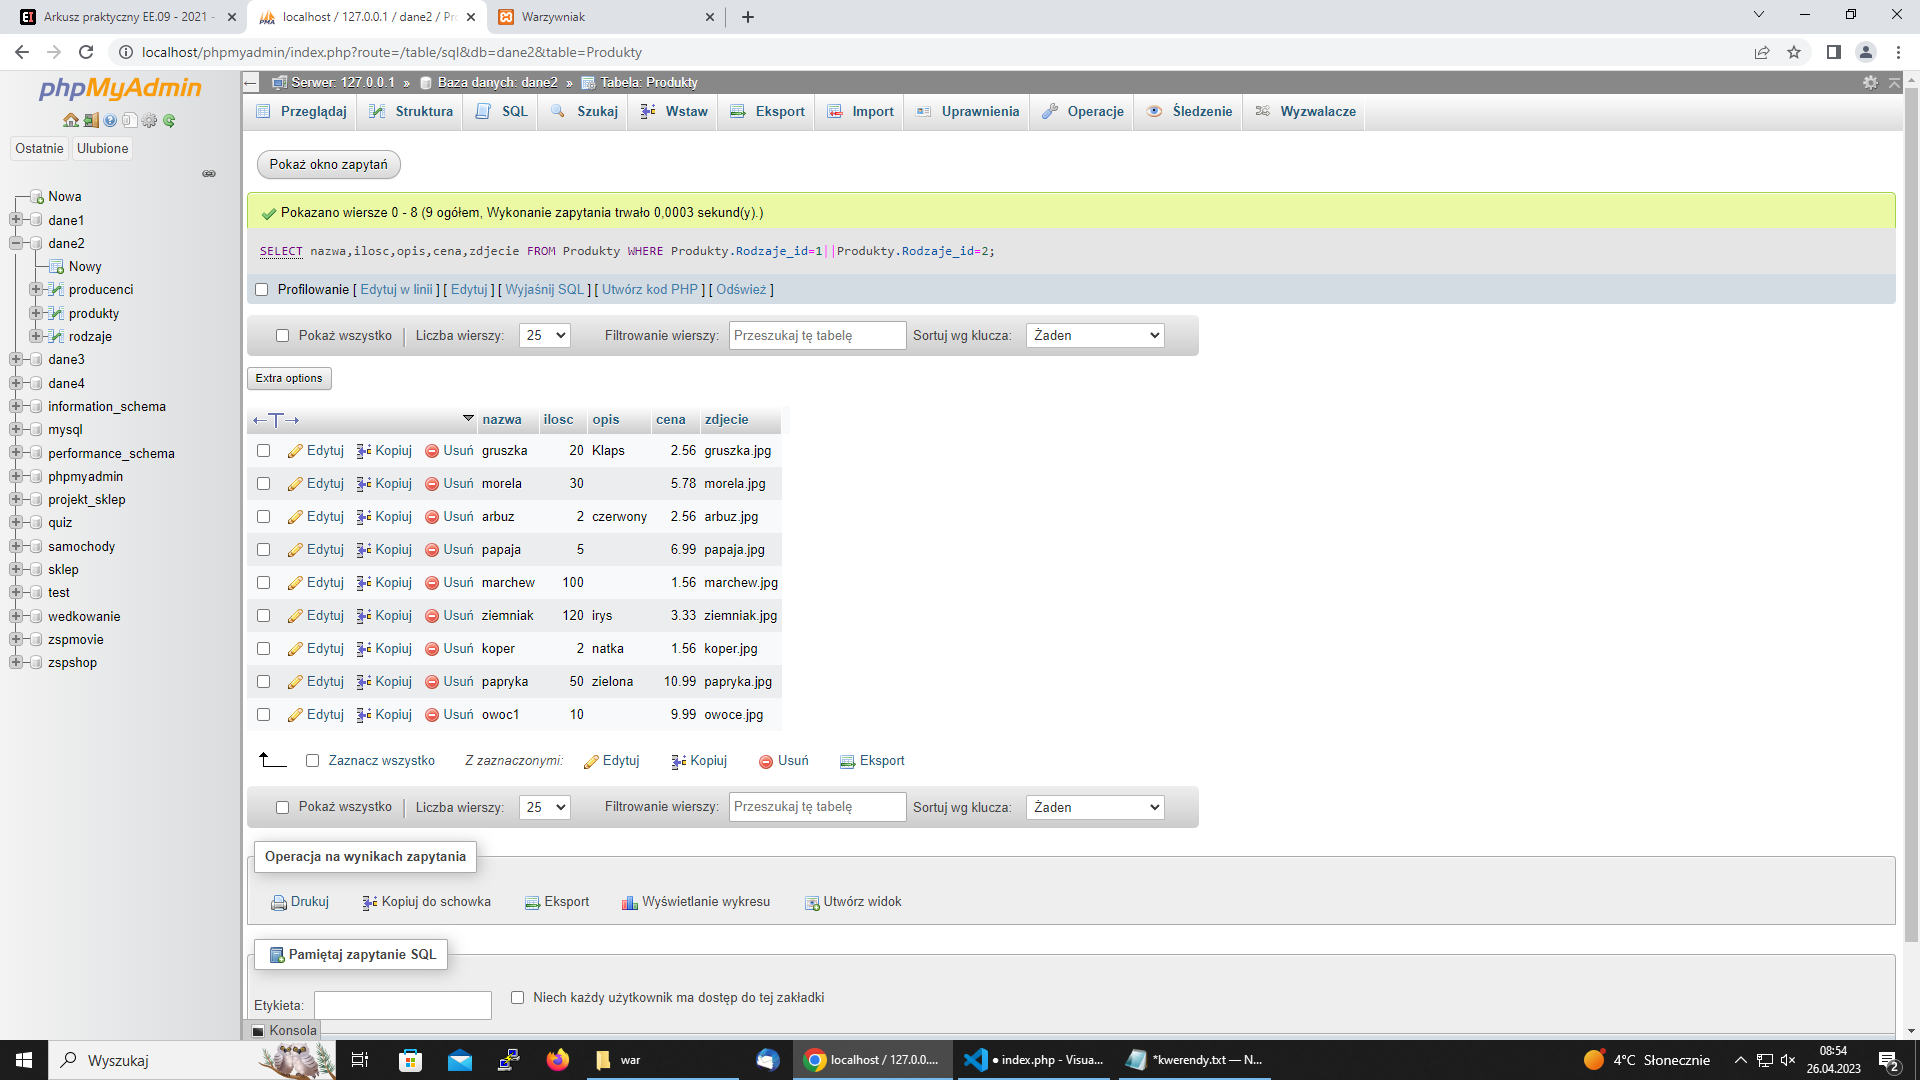 Arkusz praktyczny EE.09 - 2021 -
localhost / 127.0.0.1 / dane2 / Pr
Warzywniak
localhost/phpmyadmin/index.php?route=/table/sql&db=dane2&table=Produkty
phpMyAdmin
Ostatnie
Ulubione
Nowa
dane1
dane2
Nowy
producenci
produkty
rodzaje
dane3
dane4
information_schema
mysql
performance_schema
phpmyadmin
projekt_sklep
quiz
samochody
sklep
test
wedkowanie
zspmovie
zspshop
Serwer: 127.0.0.1 » Baza danych: dane2 » Tabela: Produkty
Przeglądaj Struktura SQL Szukaj Wstaw Eksport Import Uprawnienia Operacje Śledzenie Wyzwalacze
Pokaż okno zapytań
Pokazano wiersze 0 - 8 (9 ogółem, Wykonanie zapytania trwało 0,0003 sekund(y).)
SELECT nazwa,ilosc,opis,cena,zdjecie FROM Produkty WHERE Produkty.Rodzaje_id=1||Produkty.Rodzaje_id=2;
Profilowanie [ Edytuj w linii ] [ Edytuj ] [ Wyjaśnij SQL ] [ Utwórz kod PHP ] [ Odśwież ]
Pokaż wszystko Liczba wierszy: 25 Filtrowanie wierszy: Przeszukaj tę tabelę Sortuj wg klucza: Żaden
Extra options
nazwa ilosc opis cena zdjecie
Edytuj Kopiuj Usuń gruszka 20 Klaps 2.56 gruszka.jpg
Edytuj Kopiuj Usuń morela 30 5.78 morela.jpg
Edytuj Kopiuj Usuń arbuz 2 czerwony 2.56 arbuz.jpg
Edytuj Kopiuj Usuń papaja 5 6.99 papaja.jpg
Edytuj Kopiuj Usuń marchew 100 1.56 marchew.jpg
Edytuj Kopiuj Usuń ziemniak 120 irys 3.33 ziemniak.jpg
Edytuj Kopiuj Usuń koper 2 natka 1.56 koper.jpg
Edytuj Kopiuj Usuń papryka 50 zielona 10.99 papryka.jpg
Edytuj Kopiuj Usuń owoc1 10 9.99 owoce.jpg
Zaznacz wszystko Z zaznaczonymi: Edytuj Kopiuj Usuń Eksport
Pokaż wszystko Liczba wierszy: 25 Filtrowanie wierszy: Przeszukaj tę tabelę Sortuj wg klucza: Żaden
Operacja na wynikach zapytania
Drukuj Kopiuj do schowka Eksport Wyświetlanie wykresu Utwórz widok
Pamiętaj zapytanie SQL
Etykieta: Niech każdy użytkownik ma dostęp do tej zakładki
Konsola
Wyszukaj
war
localhost / 127.0.0....
● index.php - Visua...
*kwerendy.txt — N...
4°C Słonecznie
08:54
26.04.2023
2